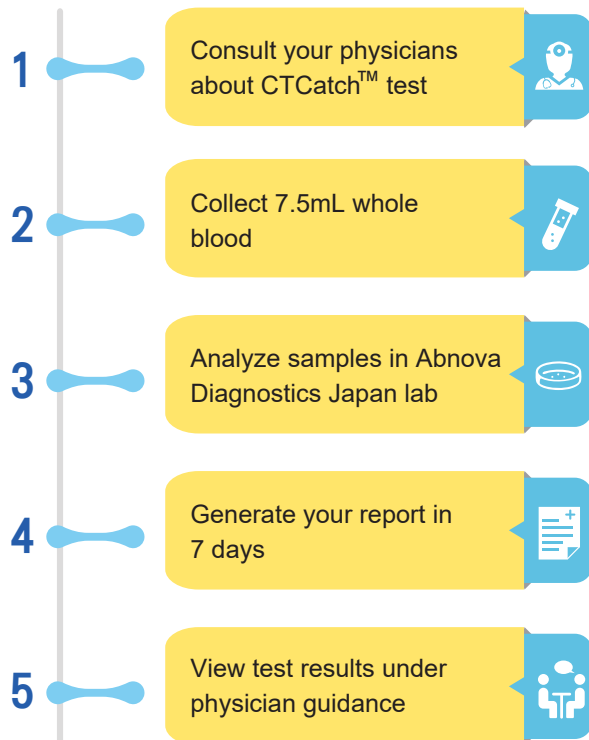 1
Consult your physicians
about CTCatch™ test
2
Collect 7.5mL whole
blood
3
Analyze samples in Abnova
Diagnostics Japan lab
4
Generate your report in
7 days
5
View test results under
physician guidance